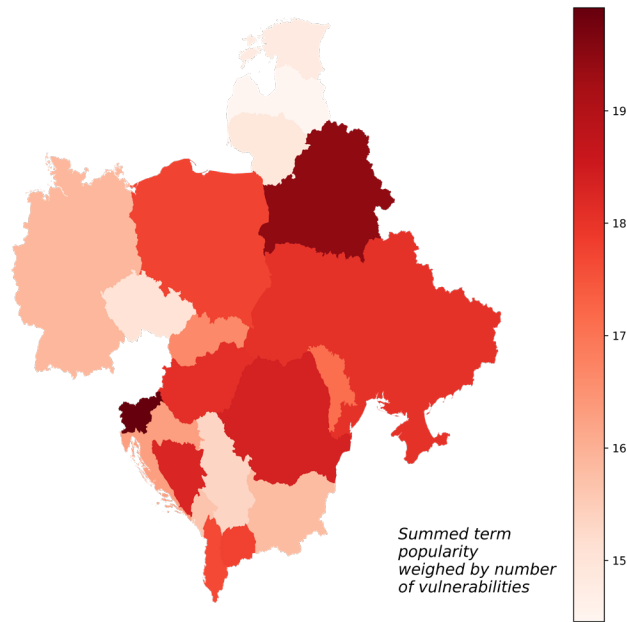 19
18
17
16
15
Summed term
popularity
weighed by number
of vulnerabilities